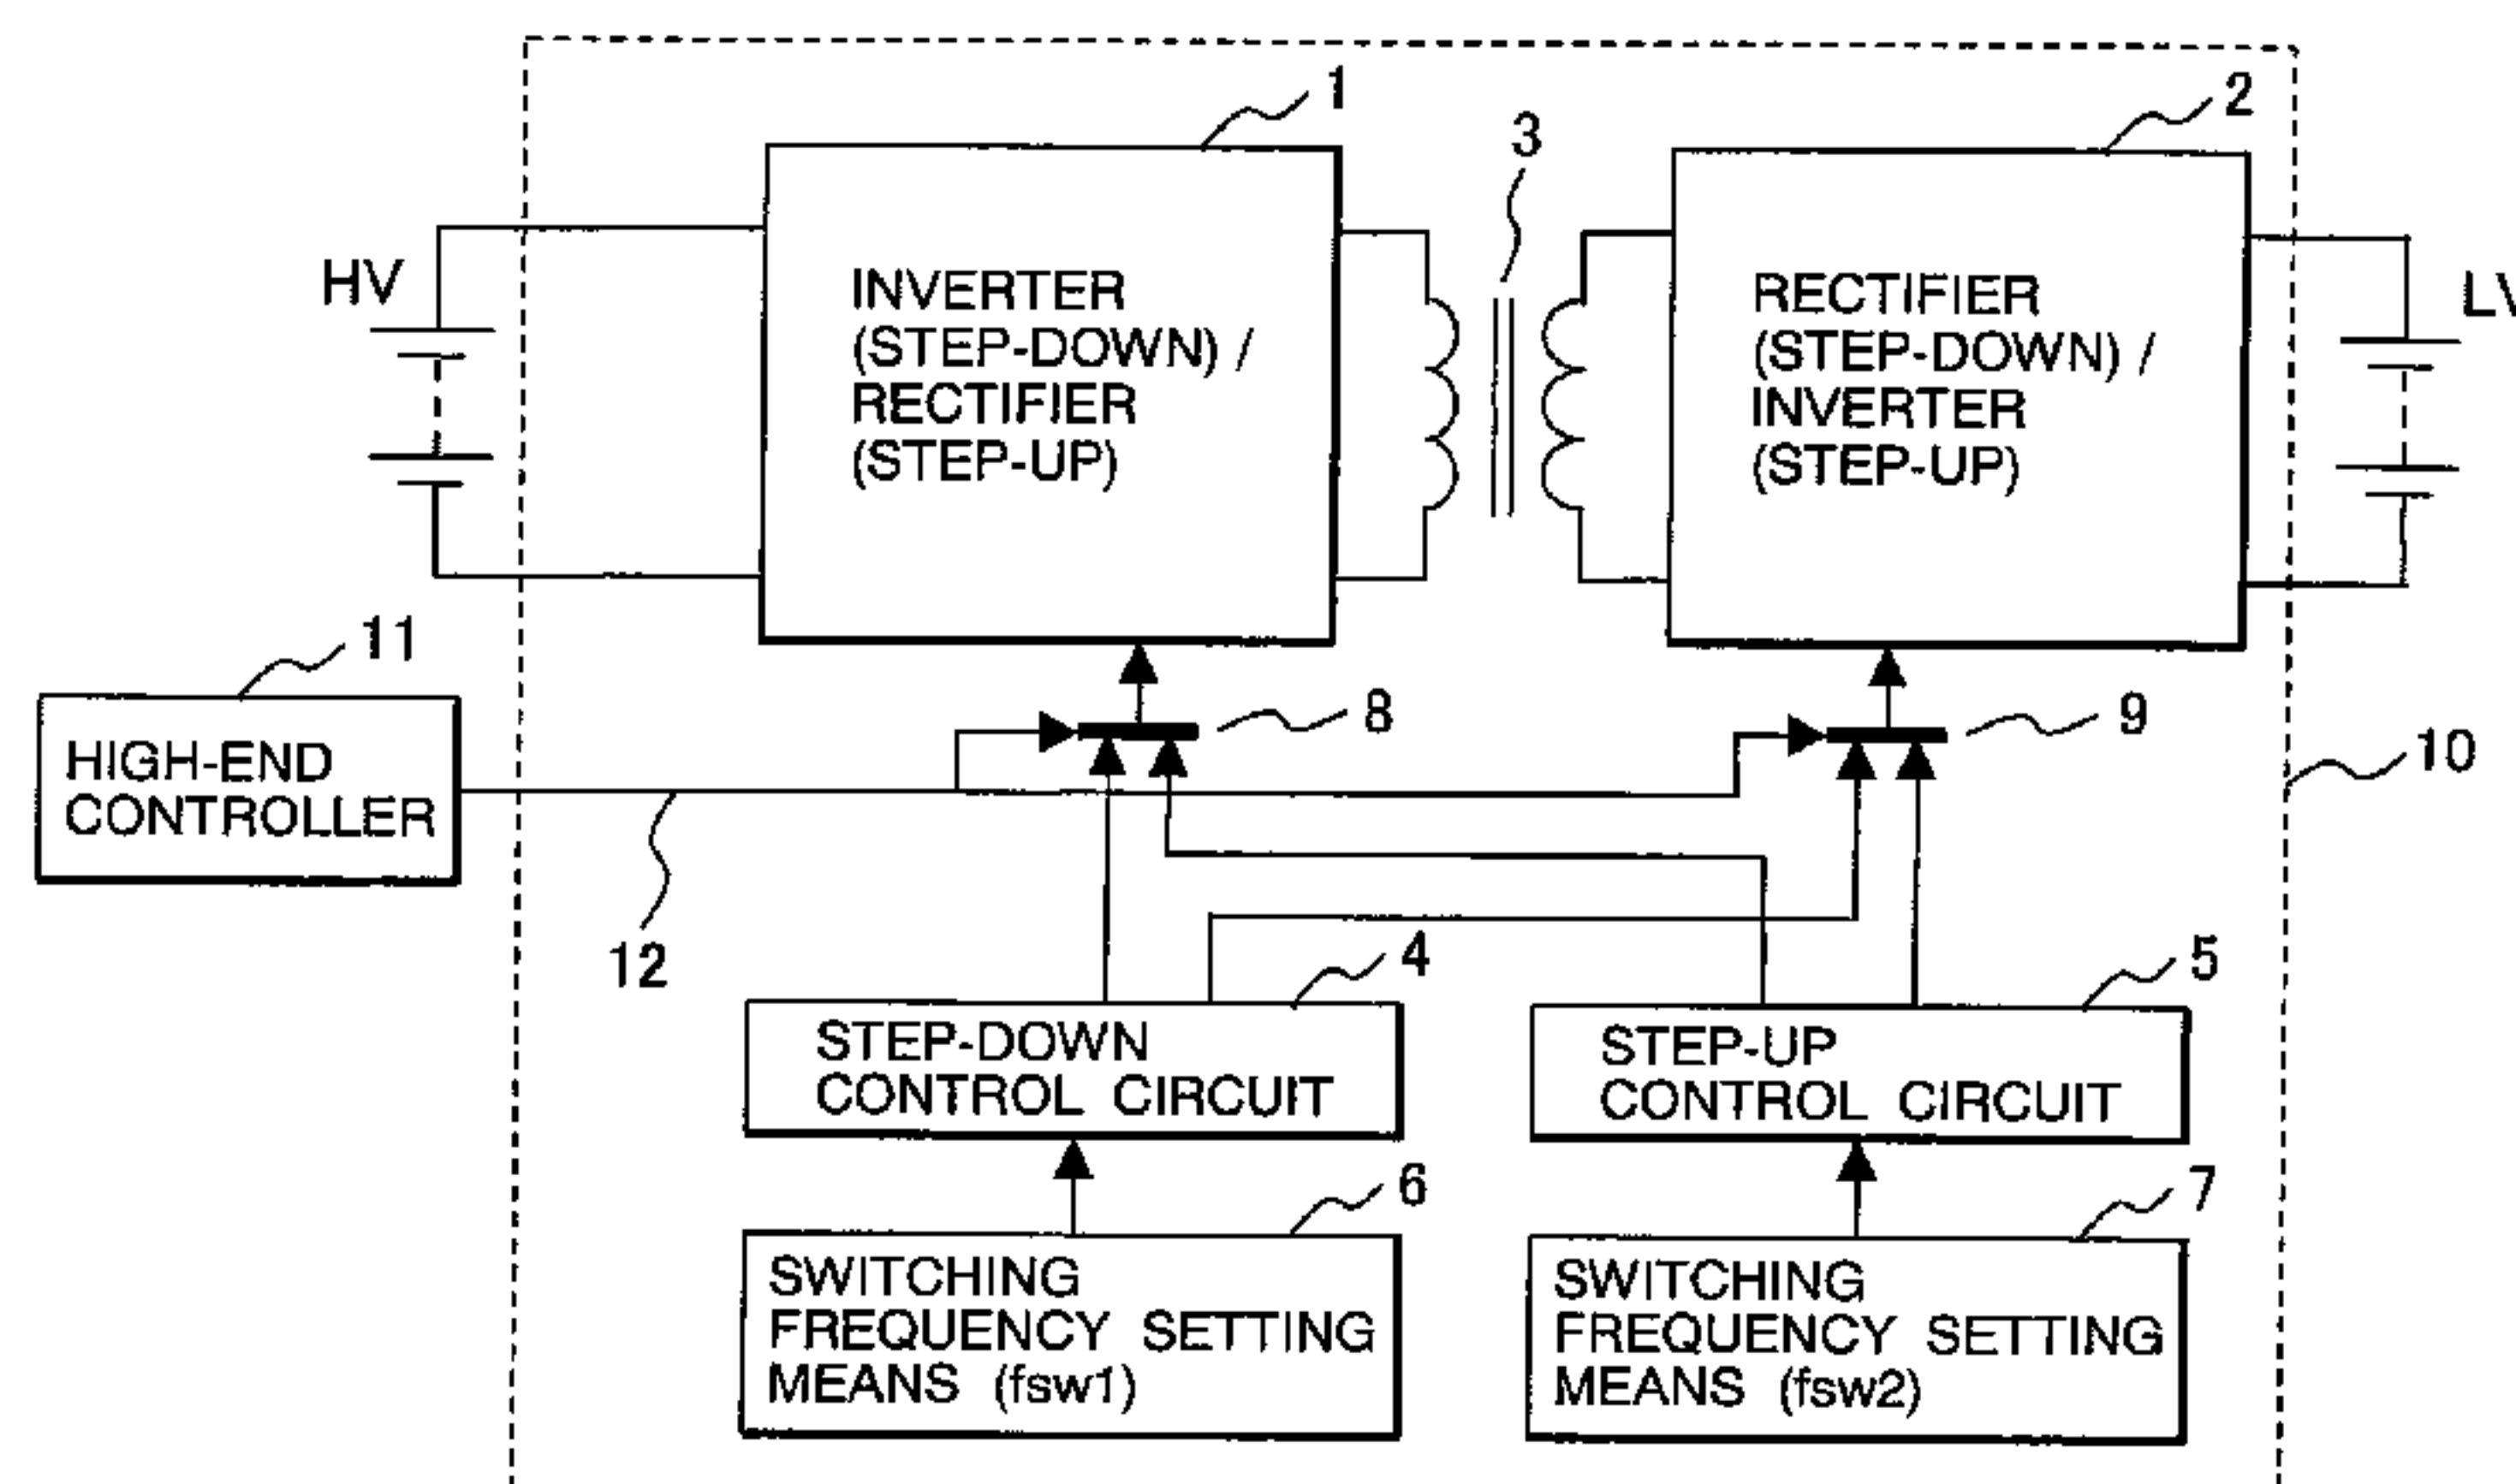 1
2
3
HV
INVERTER
(STEP-DOWN) /
RECTIFIER
(STEP-UP)
RECTIFIER
(STEP-DOWN) /
INVERTER
(STEP-UP)
LV
11
HIGH-END
CONTROLLER
8
9
10
12
4
5
STEP-DOWN
CONTROL CIRCUIT
STEP-UP
CONTROL CIRCUIT
6
7
SWITCHING
FREQUENCY SETTING
MEANS (fsw1)
SWITCHING
FREQUENCY SETTING
MEANS (fsw2)